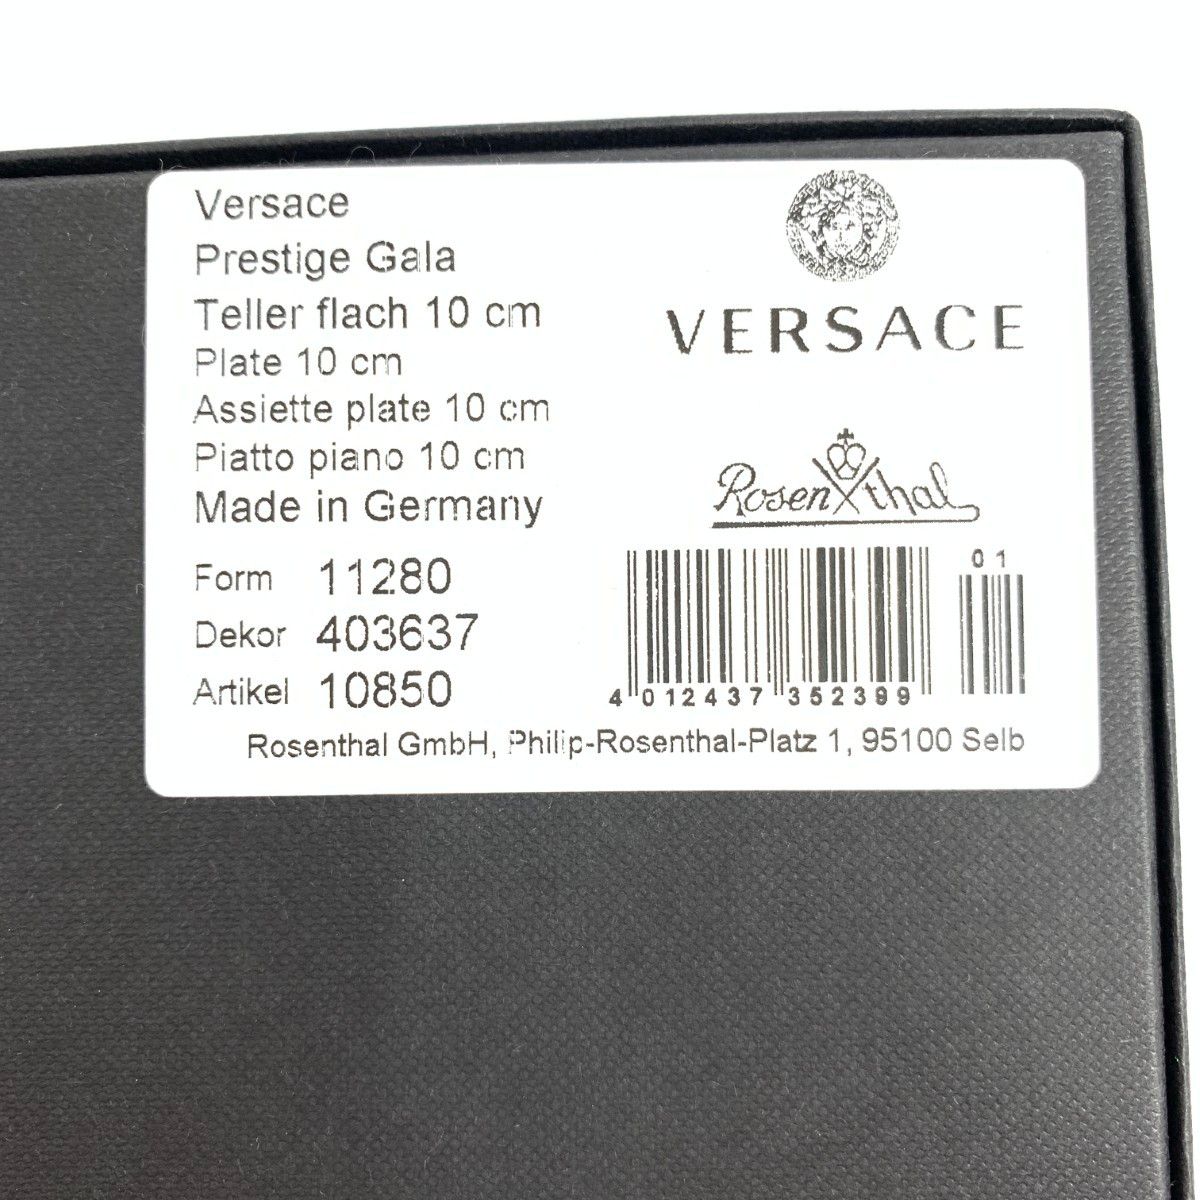 Versace
Prestige Gala
Teller flach 10 cm
Plate 10 cm
Assiette plate 10 cm
Piatto piano 10 cm
Made in Germany
VERSACE
Rosenthal
Form 11280
Dekor 403637
Artikel 10850
01
4 012437 352399
Rosenthal GmbH, Philip-Rosenthal-Platz 1, 95100 Selb